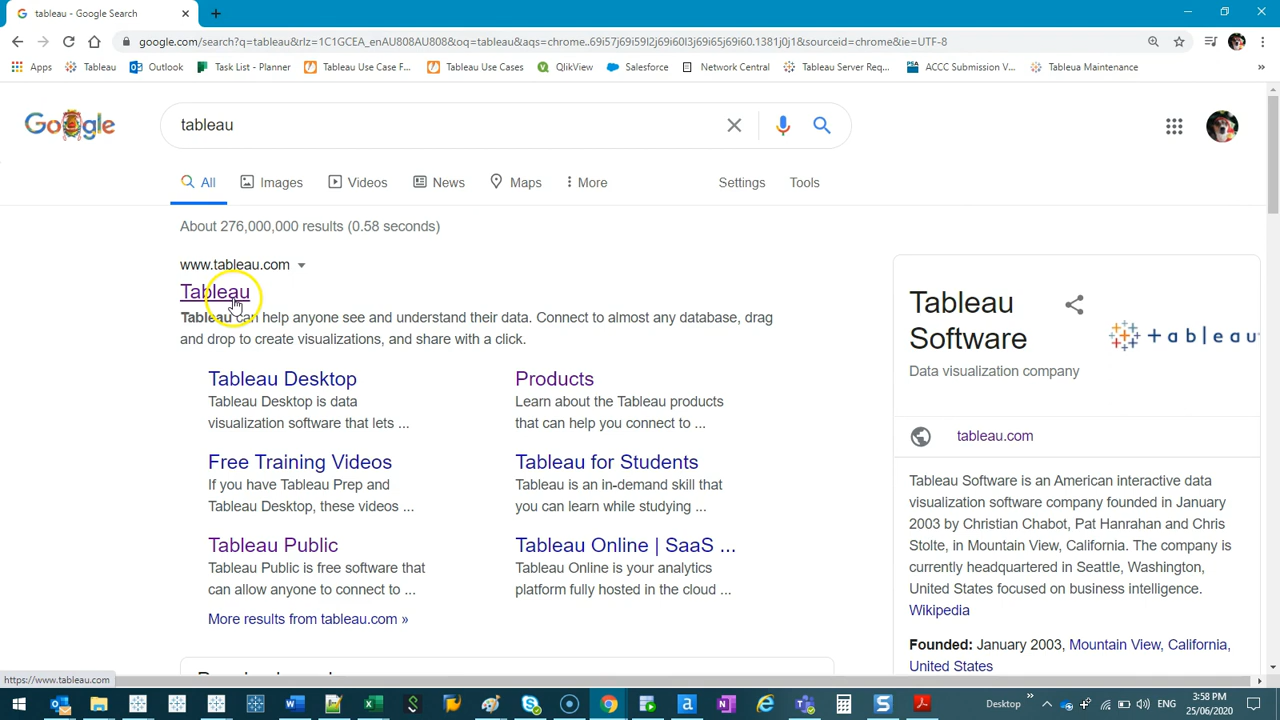 tableau - Google Search
google.com/search?q=tableau&rlz=1C1GCEA_enAU808AU808&oq=tableau&aqs=chrome..69i57j69i59l2j69i60l3j69i65j69i60.1381j0j1&sourceid=chrome&ie=UTF-8
Apps Tableau Outlook Task List - Planner Tableau Use Case F... Tableau Use Cases QlikView Salesforce Network Central Tableau Server Req... ACCC Submission V... Tableua Maintenance »
Google
tableau
All Images Videos News Maps More Settings Tools
About 276,000,000 results (0.58 seconds)
www.tableau.com
Tableau
Tableau can help anyone see and understand their data. Connect to almost any database, drag
and drop to create visualizations, and share with a click.
Tableau Desktop
Tableau Desktop is data
visualization software that lets ...
Products
Learn about the Tableau products
that can help you connect to ...
Free Training Videos
If you have Tableau Prep and
Tableau Desktop, these videos ...
Tableau for Students
Tableau is an in-demand skill that
you can learn while studying ...
Tableau Public
Tableau Public is free software that
can allow anyone to connect to ...
Tableau Online | SaaS ...
Tableau Online is your analytics
platform fully hosted in the cloud ...
More results from tableau.com »
Tableau
Software
+ableau
Data visualization company
tableau.com
Tableau Software is an American interactive data
visualization software company founded in January
2003 by Christian Chabot, Pat Hanrahan and Chris
Stolte, in Mountain View, California. The company is
currently headquartered in Seattle, Washington,
United States focused on business intelligence.
Wikipedia
Founded: January 2003, Mountain View, California,
United States
https://www.tableau.com
Desktop » ENG
3:58 PM
25/06/2020